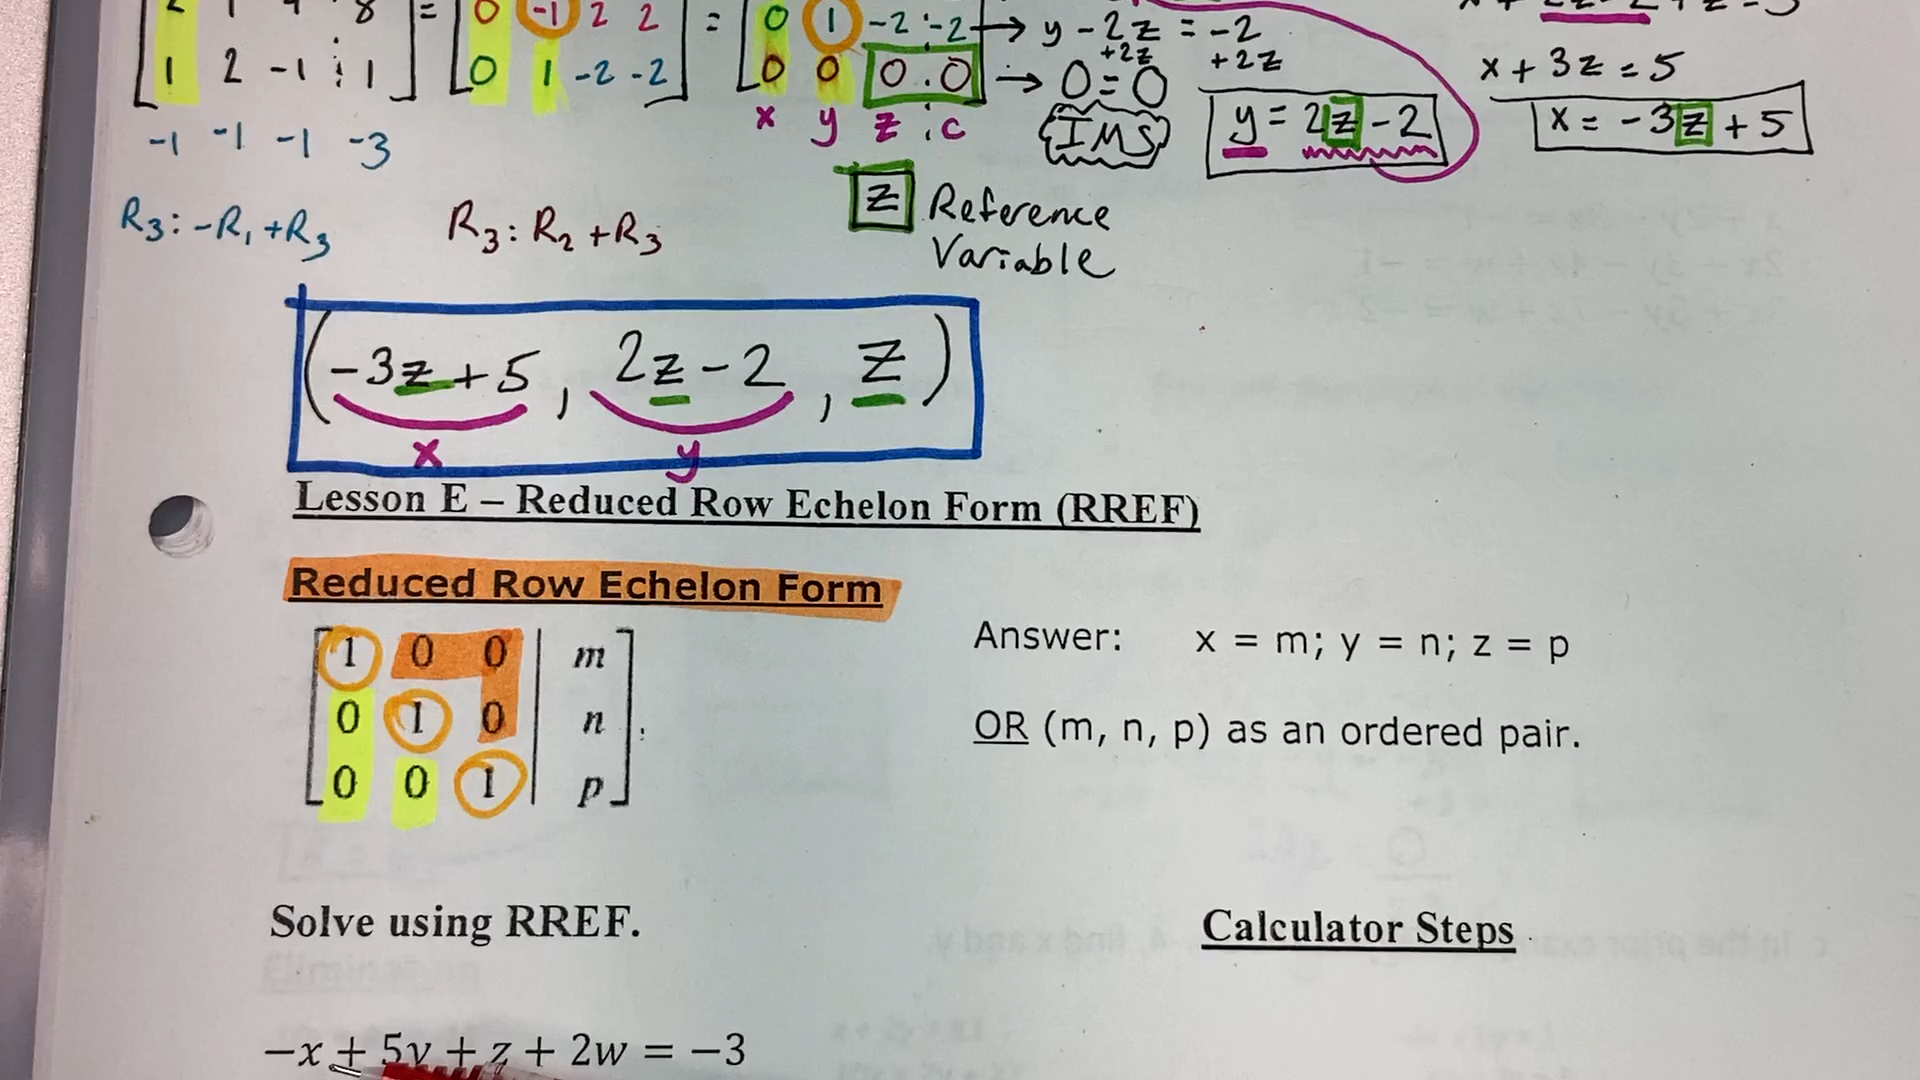 8 = 0 -1 2 2 = 0 1 -2 -2 → y - 2z = -2
+2z +2z
1 2 -1 1 0 1 -2 -2 0 0 0 0 → 0 = 0
x + 3z = 5
x y z c IMS y = 2z - 2 x = -3z + 5
-1 -1 -1 -3
z Reference
Variable
R3: -R1 + R3 R3: R2 + R3
(-3z + 5, 2z - 2, z)
x y
Lesson E – Reduced Row Echelon Form (RREF)
Reduced Row Echelon Form
1 0 0 | m
0 1 0 | n
0 0 1 | p
Answer: x = m; y = n; z = p
OR (m, n, p) as an ordered pair.
Solve using RREF. Calculator Steps
−x + 5y + z + 2w = −3